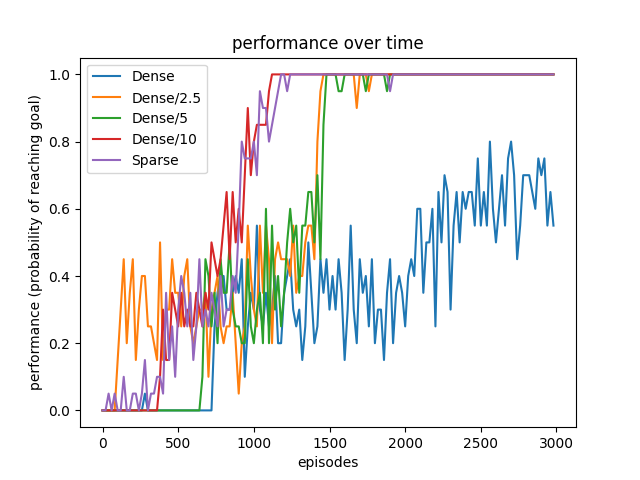 performance over time
performance (probability of reaching goal)
1.0
0.8
0.6
0.4
0.2
0.0
Dense
Dense/2.5
Dense/5
Dense/10
Sparse
0 500 1000 1500 2000 2500 3000
episodes